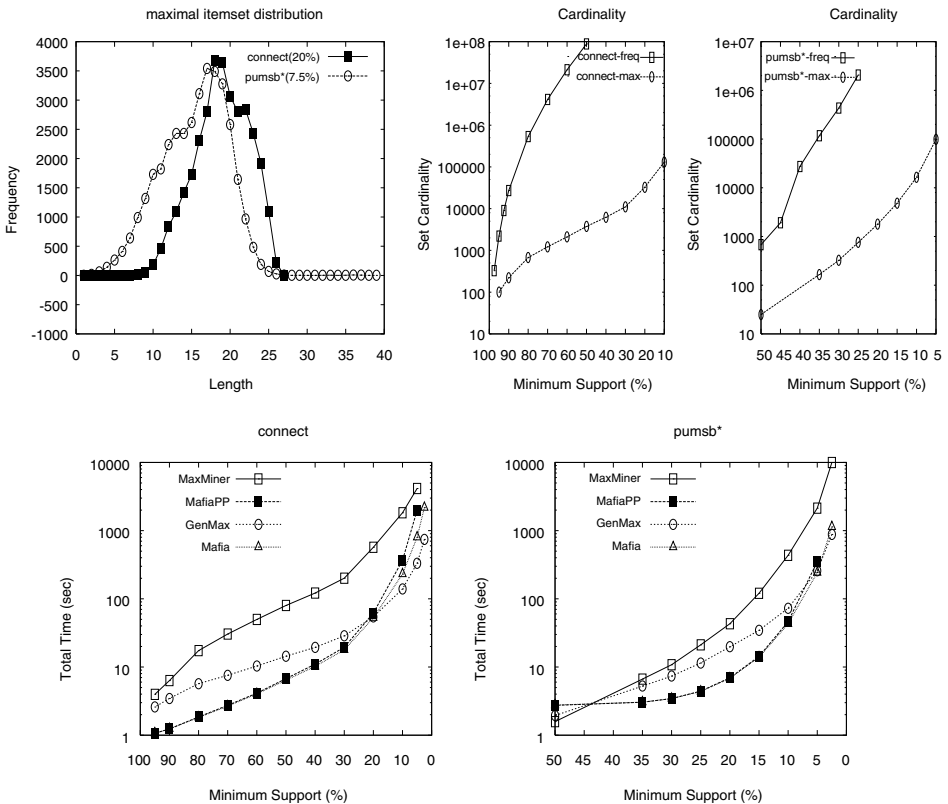 maximal itemset distribution
4000
3500
3000
2500
2000
1500
1000
500
0
-500
-1000
Frequency
connect(20%)
pumsb*(7.5%)
0 5 10 15 20 25 30 35 40
Length
Cardinality
1e+08
1e+07
1e+06
100000
10000
1000
100
10
Set Cardinality
connect-freq
connect-max
100 90 80 70 60 50 40 30 20 10
Minimum Support (%)
Cardinality
1e+07
1e+06
100000
10000
1000
100
10
Set Cardinality
pumsb*-freq
pumsb*-max
50 45 40 35 30 25 20 15 10 5
Minimum Support (%)
connect
10000
1000
100
10
1
Total Time (sec)
MaxMiner
MafiaPP
GenMax
Mafia
100 90 80 70 60 50 40 30 20 10 0
Minimum Support (%)
pumsb*
10000
1000
100
10
1
Total Time (sec)
MaxMiner
MafiaPP
GenMax
Mafia
50 45 40 35 30 25 20 15 10 5 0
Minimum Support (%)